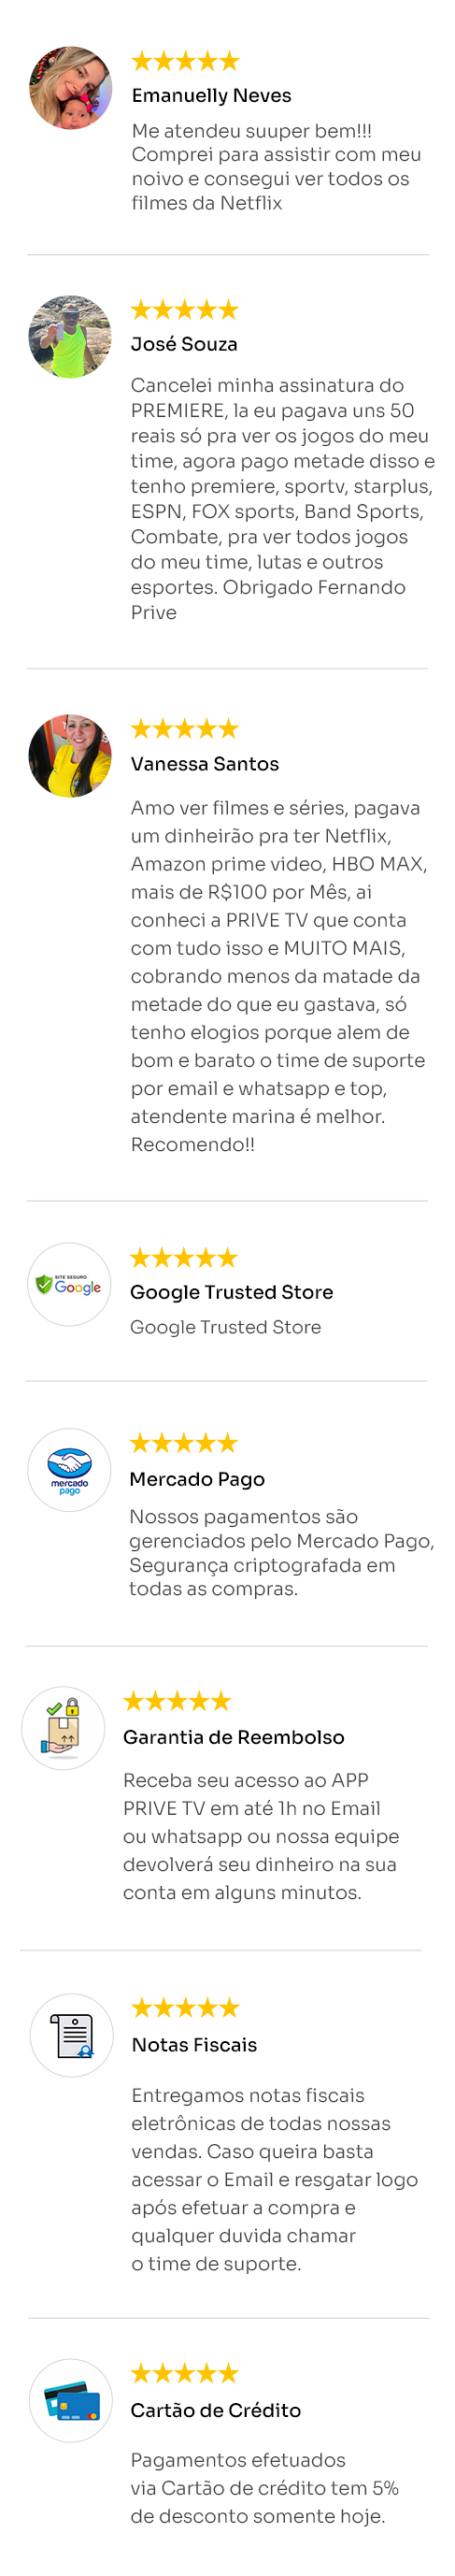 Emanuelly Neves
Me atendeu suuper bem!!!
Comprei para assistir com meu
noivo e consegui ver todos os
filmes da Netflix
José Souza
Cancelei minha assinatura do
PREMIERE, la eu pagava uns 50
reais só pra ver os jogos do meu
time, agora pago metade disso e
tenho premiere, sportv, starplus,
ESPN, FOX sports, Band Sports,
Combate, pra ver todos jogos
do meu time, lutas e outros
esportes. Obrigado Fernando
Prive
Vanessa Santos
Amo ver filmes e séries, pagava
um dinheirão pra ter Netflix,
Amazon prime video, HBO MAX,
mais de R$100 por Mês, ai
conheci a PRIVE TV que conta
com tudo isso e MUITO MAIS,
cobrando menos da matade da
metade do que eu gastava, só
tenho elogios porque alem de
bom e barato o time de suporte
por email e whatsapp e top,
atendente marina é melhor.
Recomendo!!
SITE SEGURO
Google
Google Trusted Store
Google Trusted Store
mercado
pago
Mercado Pago
Nossos pagamentos são
gerenciados pelo Mercado Pago,
Segurança criptografada em
todas as compras.
Garantia de Reembolso
Receba seu acesso ao APP
PRIVE TV em até 1h no Email
ou whatsapp ou nossa equipe
devolverá seu dinheiro na sua
conta em alguns minutos.
Notas Fiscais
Entregamos notas fiscais
eletrônicas de todas nossas
vendas. Caso queira basta
acessar o Email e resgatar logo
após efetuar a compra e
qualquer duvida chamar
o time de suporte.
Cartão de Crédito
Pagamentos efetuados
via Cartão de crédito tem 5%
de desconto somente hoje.